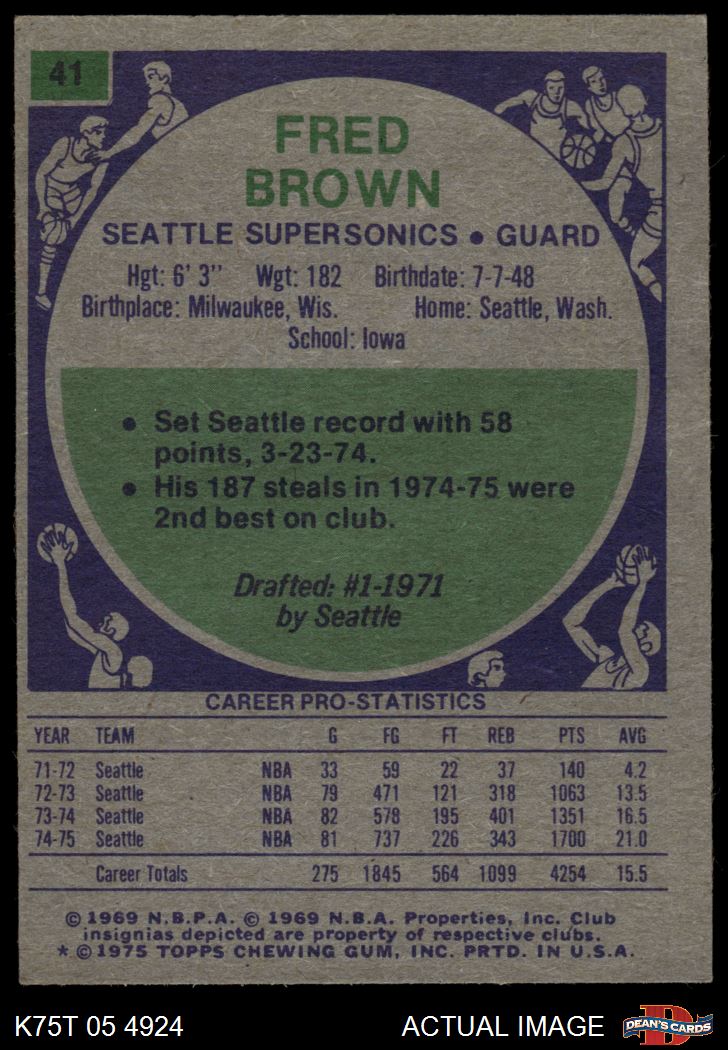 41
FRED
BROWN
SEATTLE SUPERSONICS • GUARD
Hgt: 6' 3" Wgt: 182 Birthdate: 7-7-48
Birthplace: Milwaukee, Wis. Home: Seattle, Wash.
School: Iowa
• Set Seattle record with 58
points, 3-23-74.
• His 187 steals in 1974-75 were
2nd best on club.
Drafted: #1-1971
by Seattle
CAREER PRO-STATISTICS
YEAR TEAM G FG FT REB PTS AVG
71-72 Seattle NBA 33 59 22 37 140 4.2
72-73 Seattle NBA 79 471 121 318 1063 13.5
73-74 Seattle NBA 82 578 195 401 1351 16.5
74-75 Seattle NBA 81 737 226 343 1700 21.0
Career Totals 275 1845 564 1099 4254 15.5
© 1969 N.B.P.A. © 1969 N.B.A. Properties, Inc. Club
insignias depicted are property of respective clubs.
* © 1975 TOPPS CHEWING GUM, INC. PRTD. IN U.S.A.
K75T 05 4924 ACTUAL IMAGE
D
DEAN'S CARDS